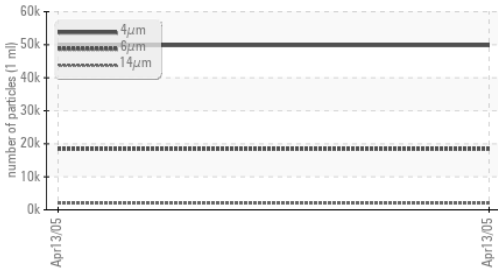 60k
50k
40k
30k
20k
10k
0k
number of particles (1 ml)
4µm
6µm
14µm
Apr13/05
Apr13/05